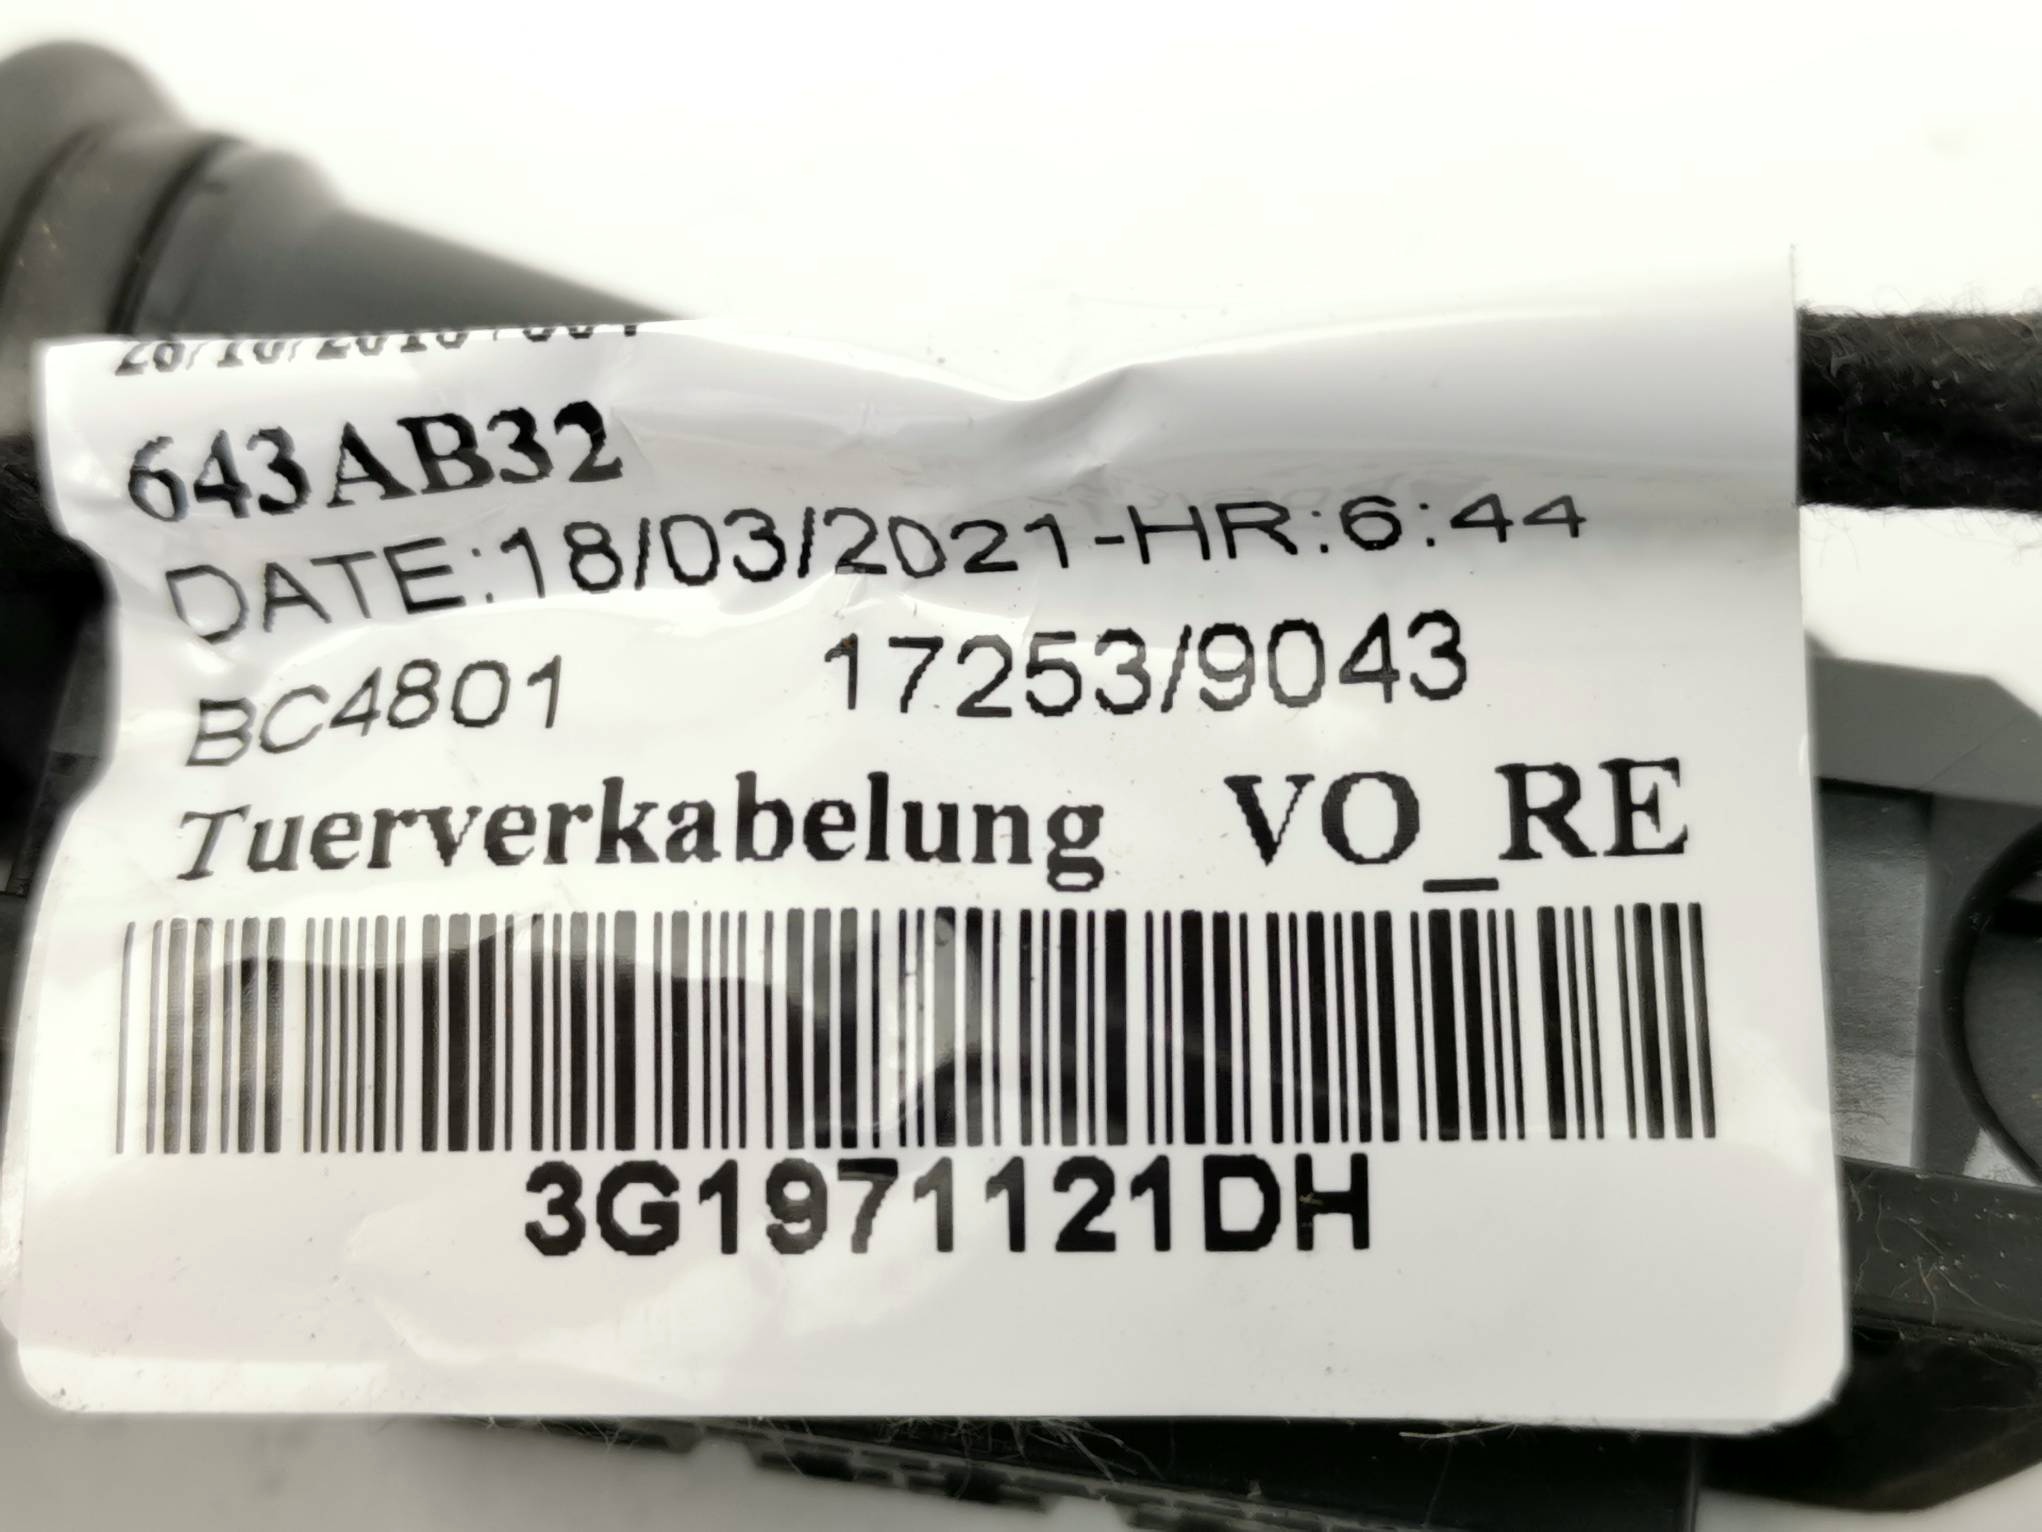 643AB32
DATE:18/03/2021-HR:6:44
BC4801 17253/9043
Tuerverkabelung VO_RE
3G1971121DH